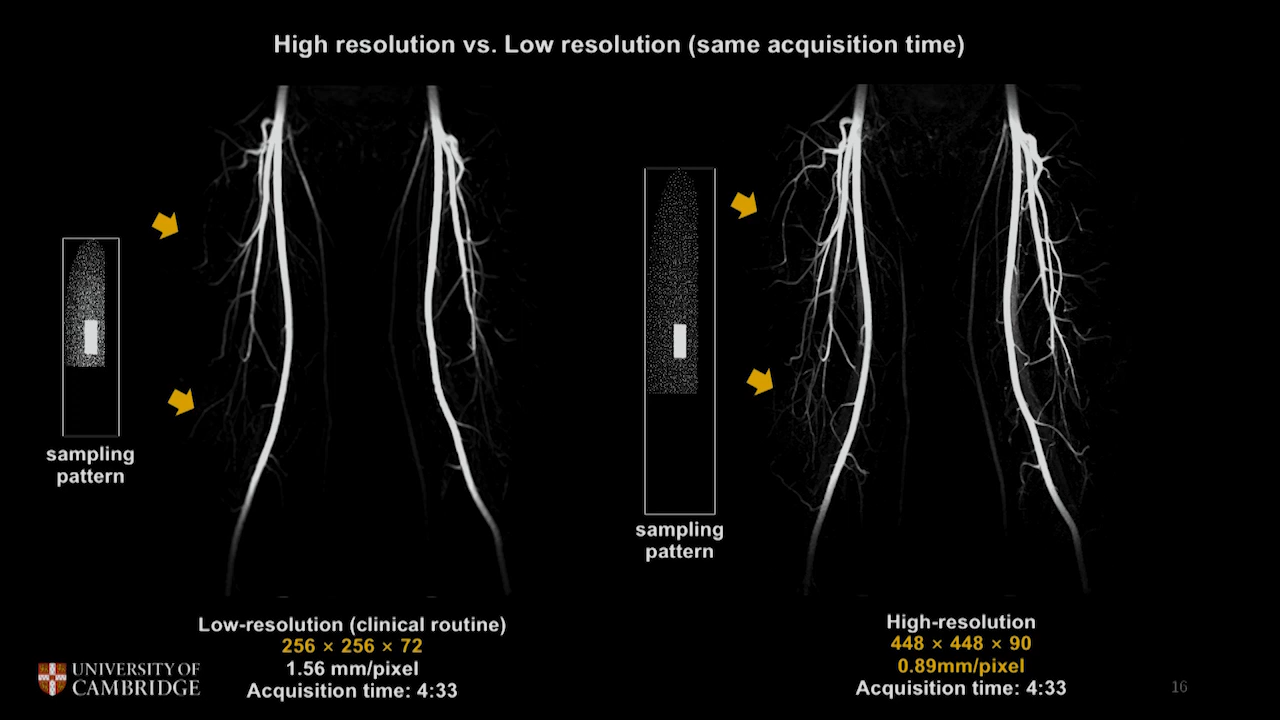 High resolution vs. Low resolution (same acquisition time)
sampling
pattern
sampling
pattern
Low-resolution (clinical routine)
256 × 256 × 72
1.56 mm/pixel
Acquisition time: 4:33
High-resolution
448 × 448 × 90
0.89mm/pixel
Acquisition time: 4:33
UNIVERSITY OF
CAMBRIDGE
16